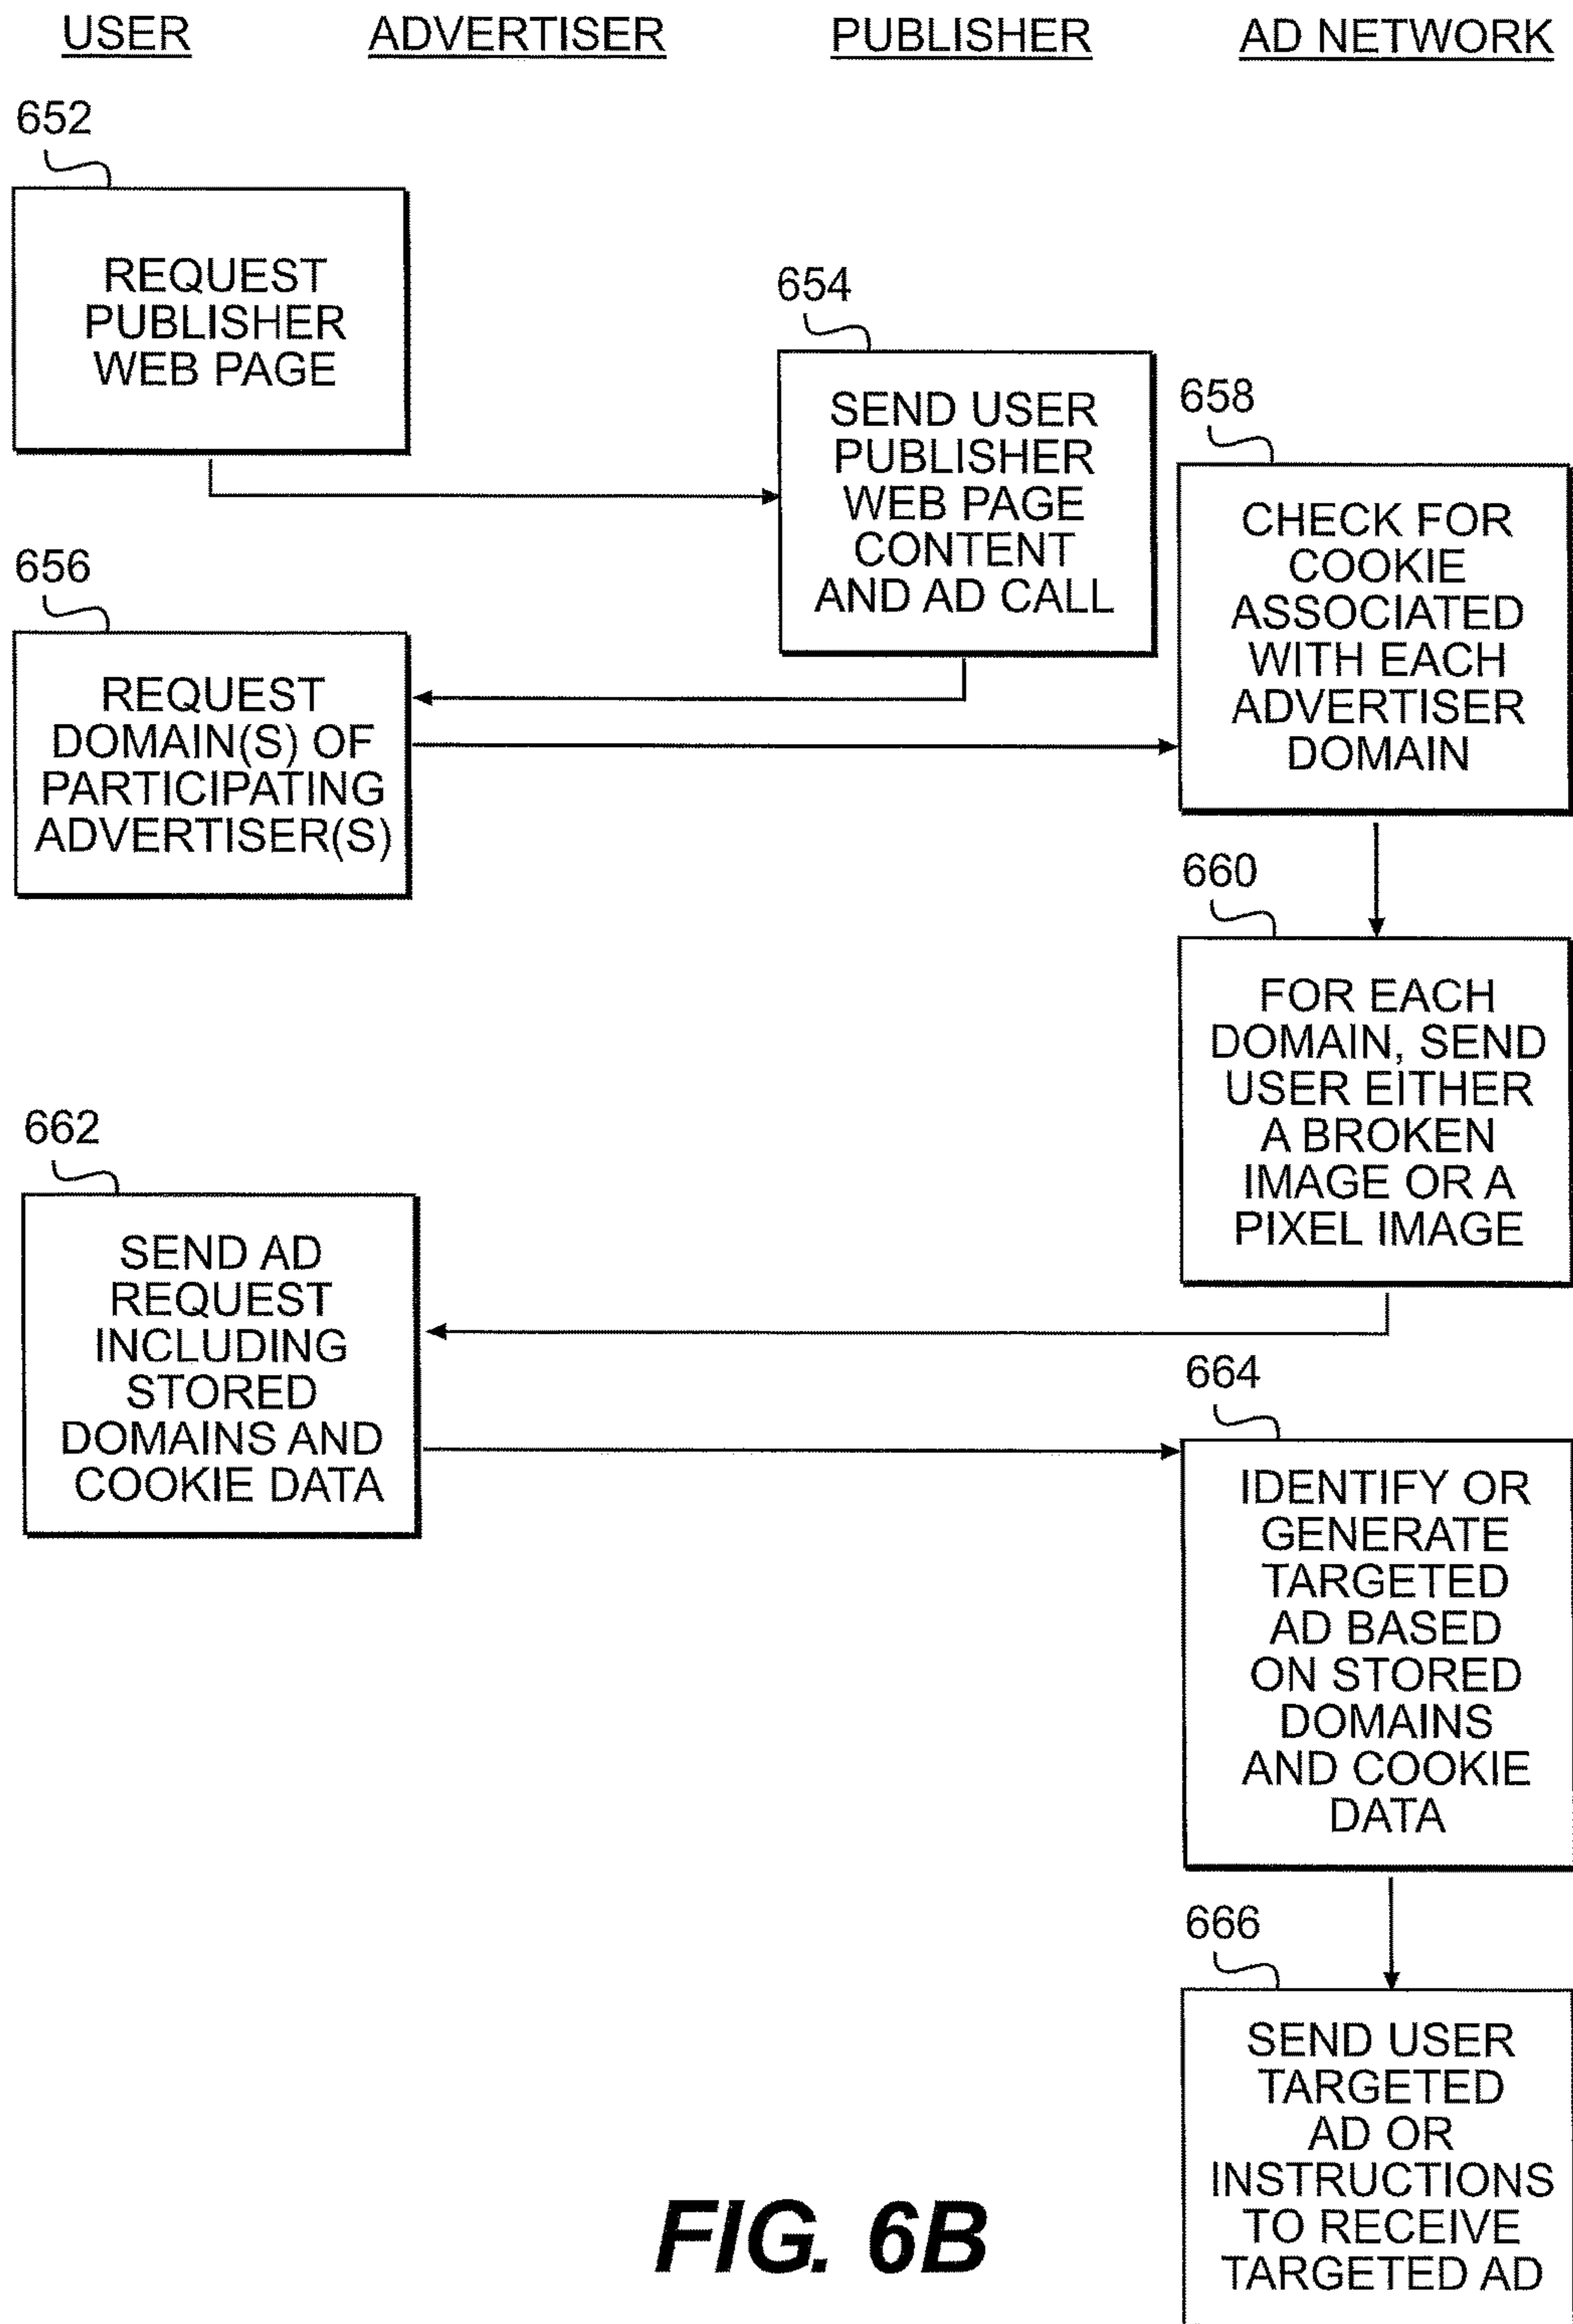 USER ADVERTISER PUBLISHER AD NETWORK
652
REQUEST
PUBLISHER
WEB PAGE
654
SEND USER
PUBLISHER
WEB PAGE
CONTENT
AND AD CALL
656
REQUEST
DOMAIN(S) OF
PARTICIPATING
ADVERTISER(S)
658
CHECK FOR
COOKIE
ASSOCIATED
WITH EACH
ADVERTISER
DOMAIN
660
FOR EACH
DOMAIN, SEND
USER EITHER
A BROKEN
IMAGE OR A
PIXEL IMAGE
662
SEND AD
REQUEST
INCLUDING
STORED
DOMAINS AND
COOKIE DATA
664
IDENTIFY OR
GENERATE
TARGETED
AD BASED
ON STORED
DOMAINS
AND COOKIE
DATA
666
SEND USER
TARGETED
AD OR
INSTRUCTIONS
TO RECEIVE
TARGETED AD
FIG. 6B